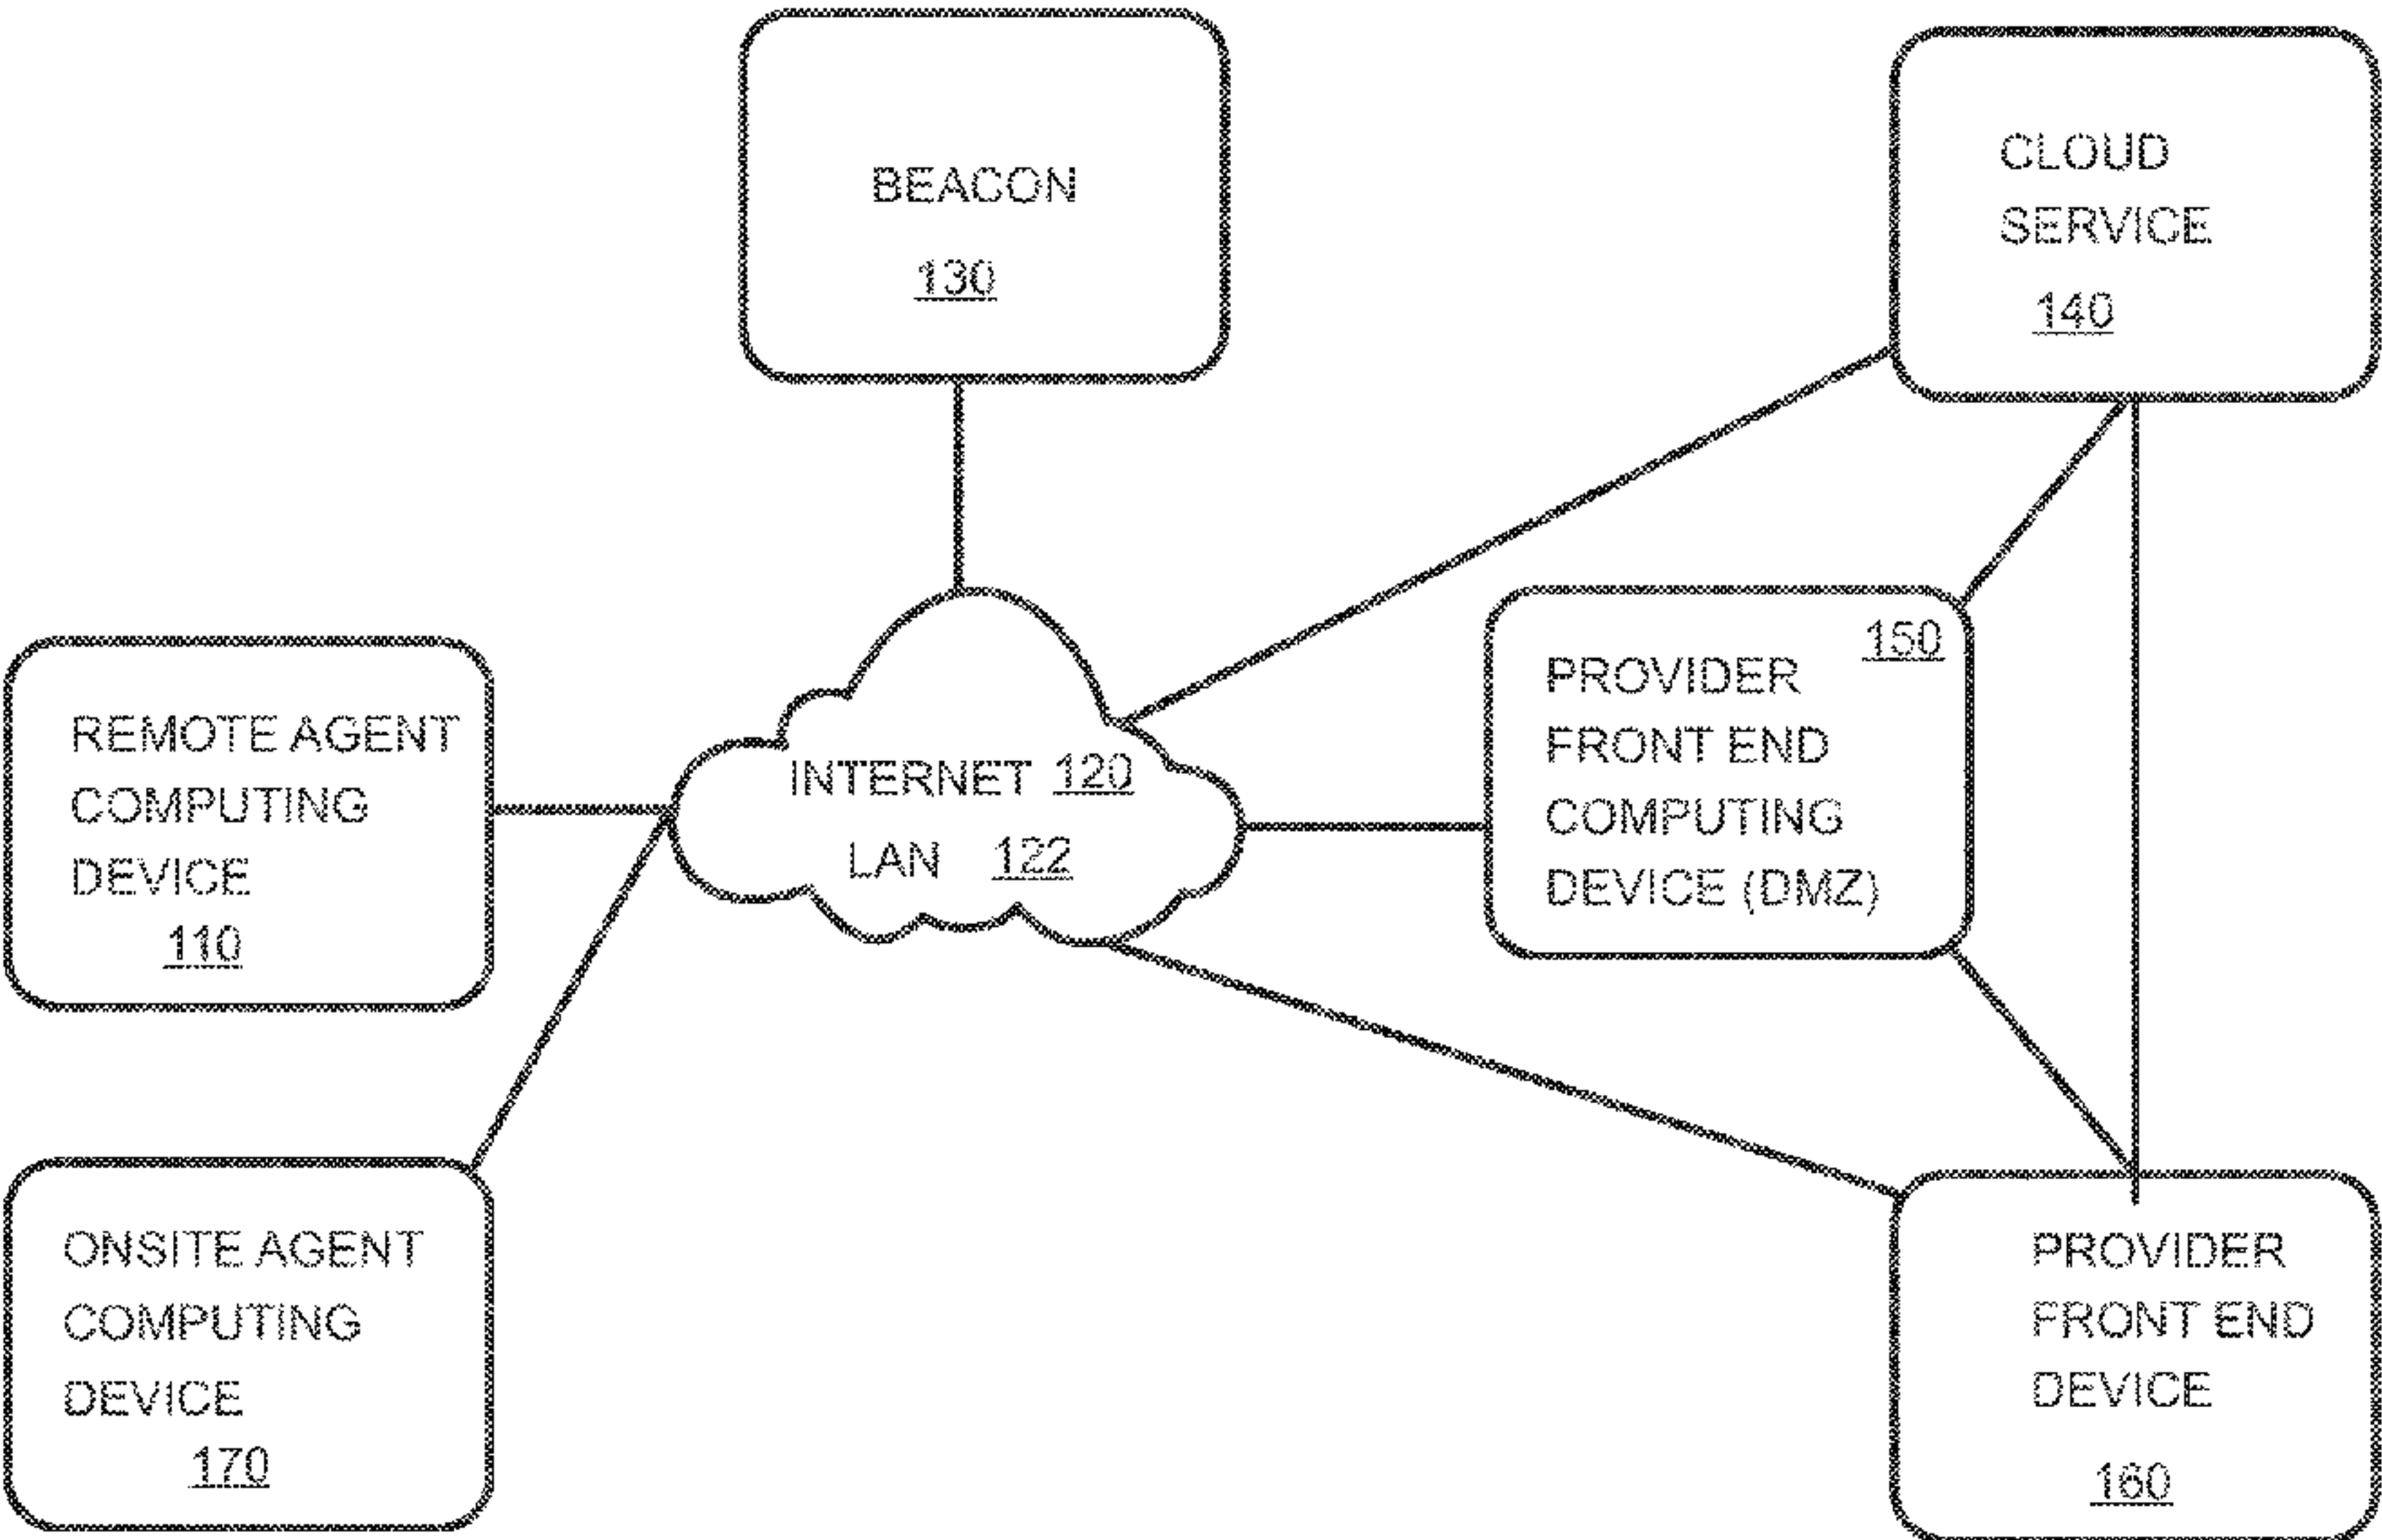 BEACON
130
CLOUD
SERVICE
140
REMOTE AGENT
COMPUTING
DEVICE
110
INTERNET 120
LAN 122
150
PROVIDER
FRONT END
COMPUTING
DEVICE (DMZ)
ONSITE AGENT
COMPUTING
DEVICE
170
PROVIDER
FRONT END
DEVICE
160